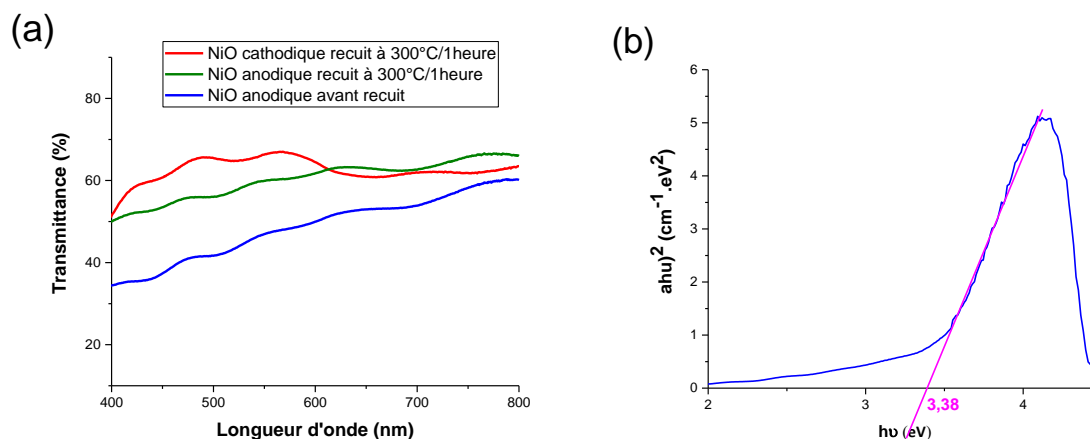 (a)
NiO cathodique recuit à 300°C/1heure
NiO anodique recuit à 300°C/1heure
NiO anodique avant recuit
Transmittance (%)
80
60
40
20
400
500
600
700
800
Longueur d'onde (nm)
(b)
ahu)² (cm⁻¹.eV²)
6
5
4
3
2
1
0
2
3
4
3,38
hυ (eV)